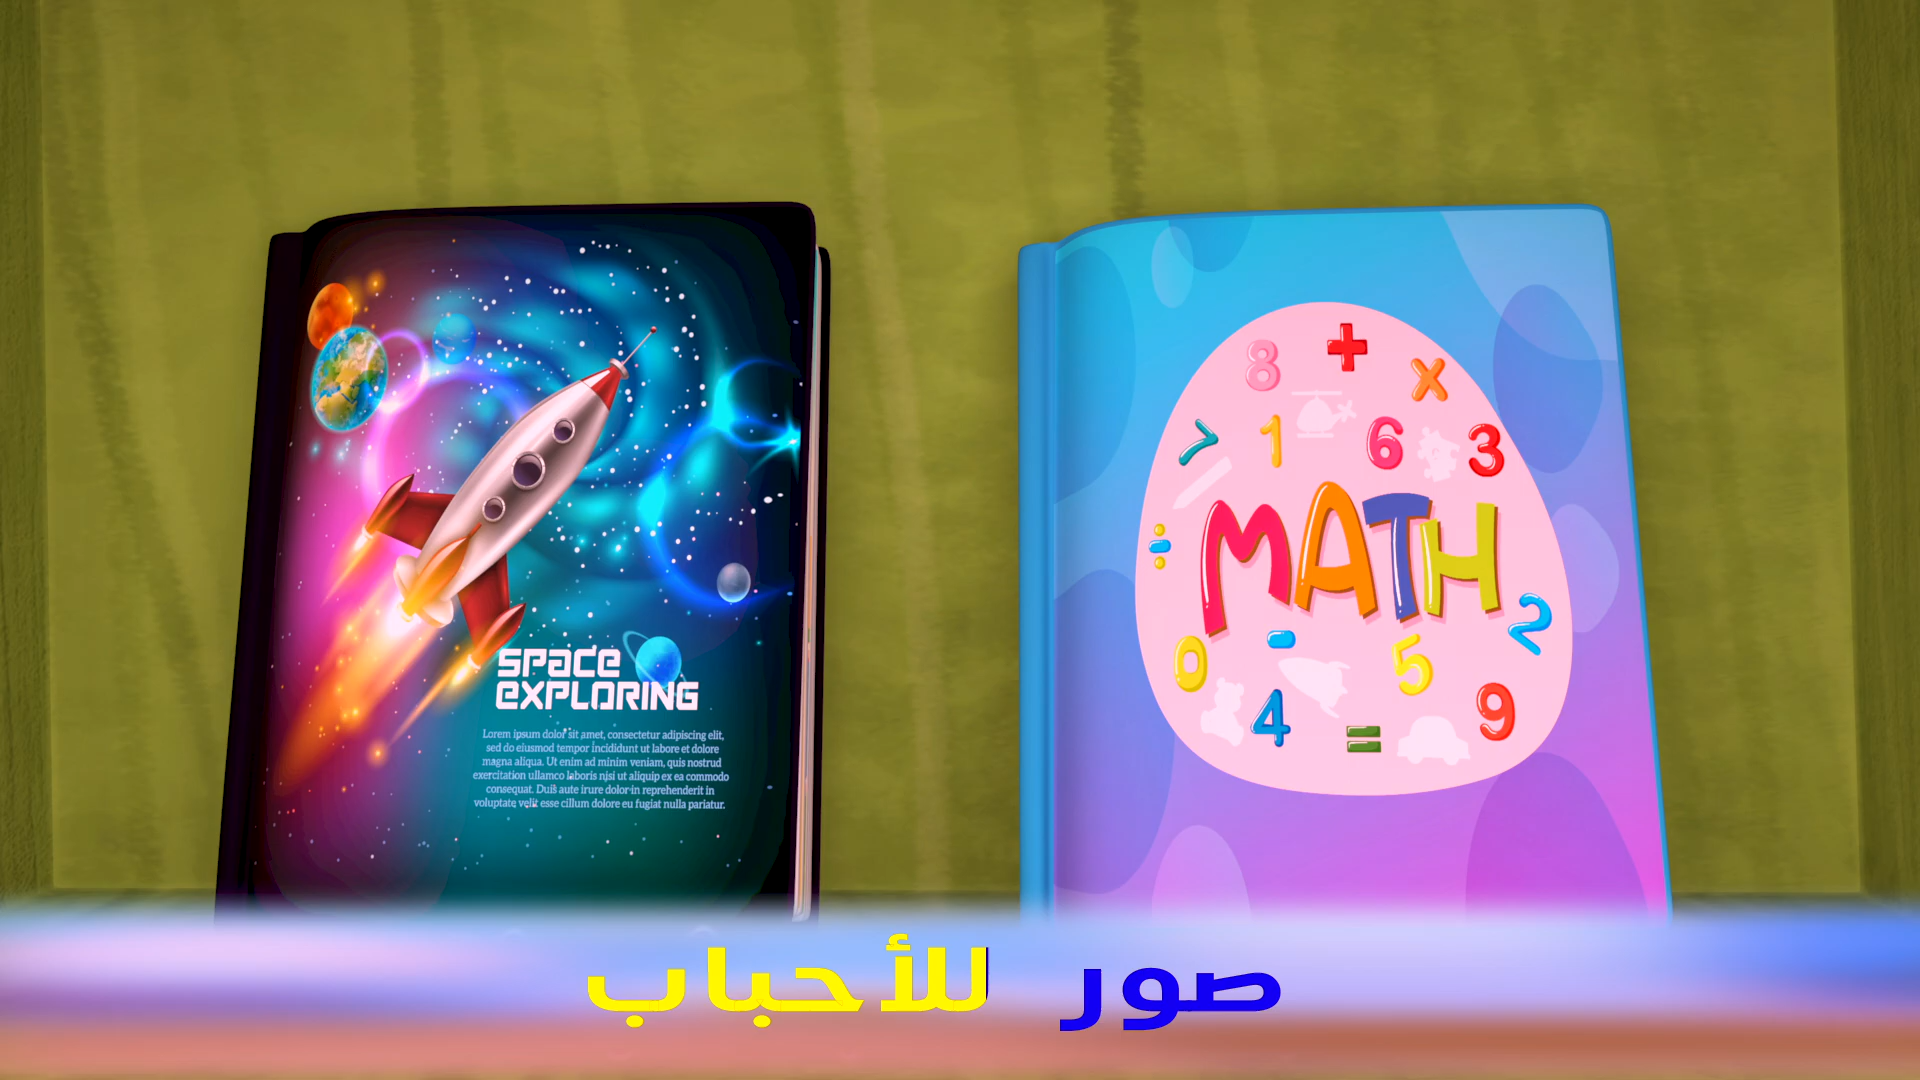 SPACE
EXPLORING
Lorem ipsum dolor sit amet, consectetur adipiscing elit,
sed do eiusmod tempor incididunt ut labore et dolore
magna aliqua. Ut enim ad minim veniam, quis nostrud
exercitation ullamco laboris nisi ut aliquip ex ea commodo
consequat. Duis aute irure dolor in reprehenderit in
voluptate velit esse cillum dolore eu fugiat nulla pariatur.
8 + x
7 1 6 3
÷ MATH
0 - 5 2
4 = 9
صور للأحباب